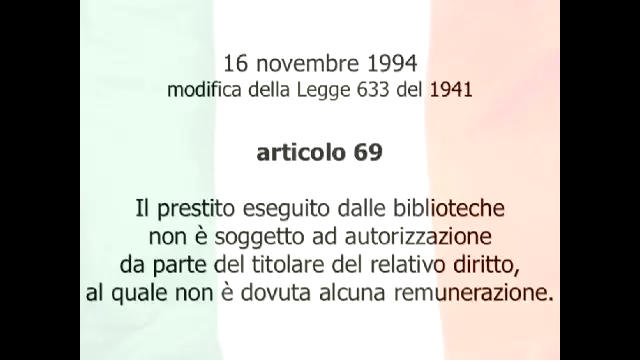 16 novembre 1994
modifica della Legge 633 del 1941
articolo 69
Il prestito eseguito dalle biblioteche
non è soggetto ad autorizzazione
da parte del titolare del relativo diritto,
al quale non è dovuta alcuna remunerazione.